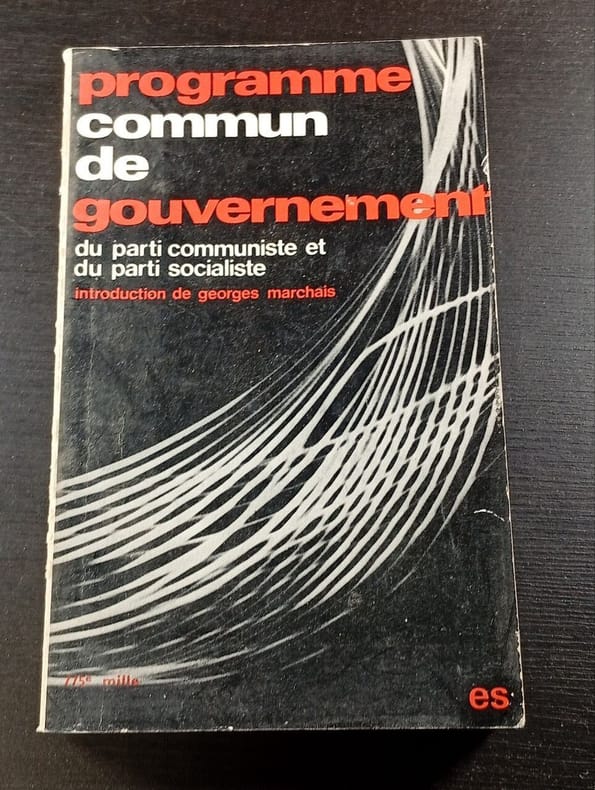 programme
commun
de
gouvernement
du parti communiste et
du parti socialiste
introduction de georges marchais
775e mille
es